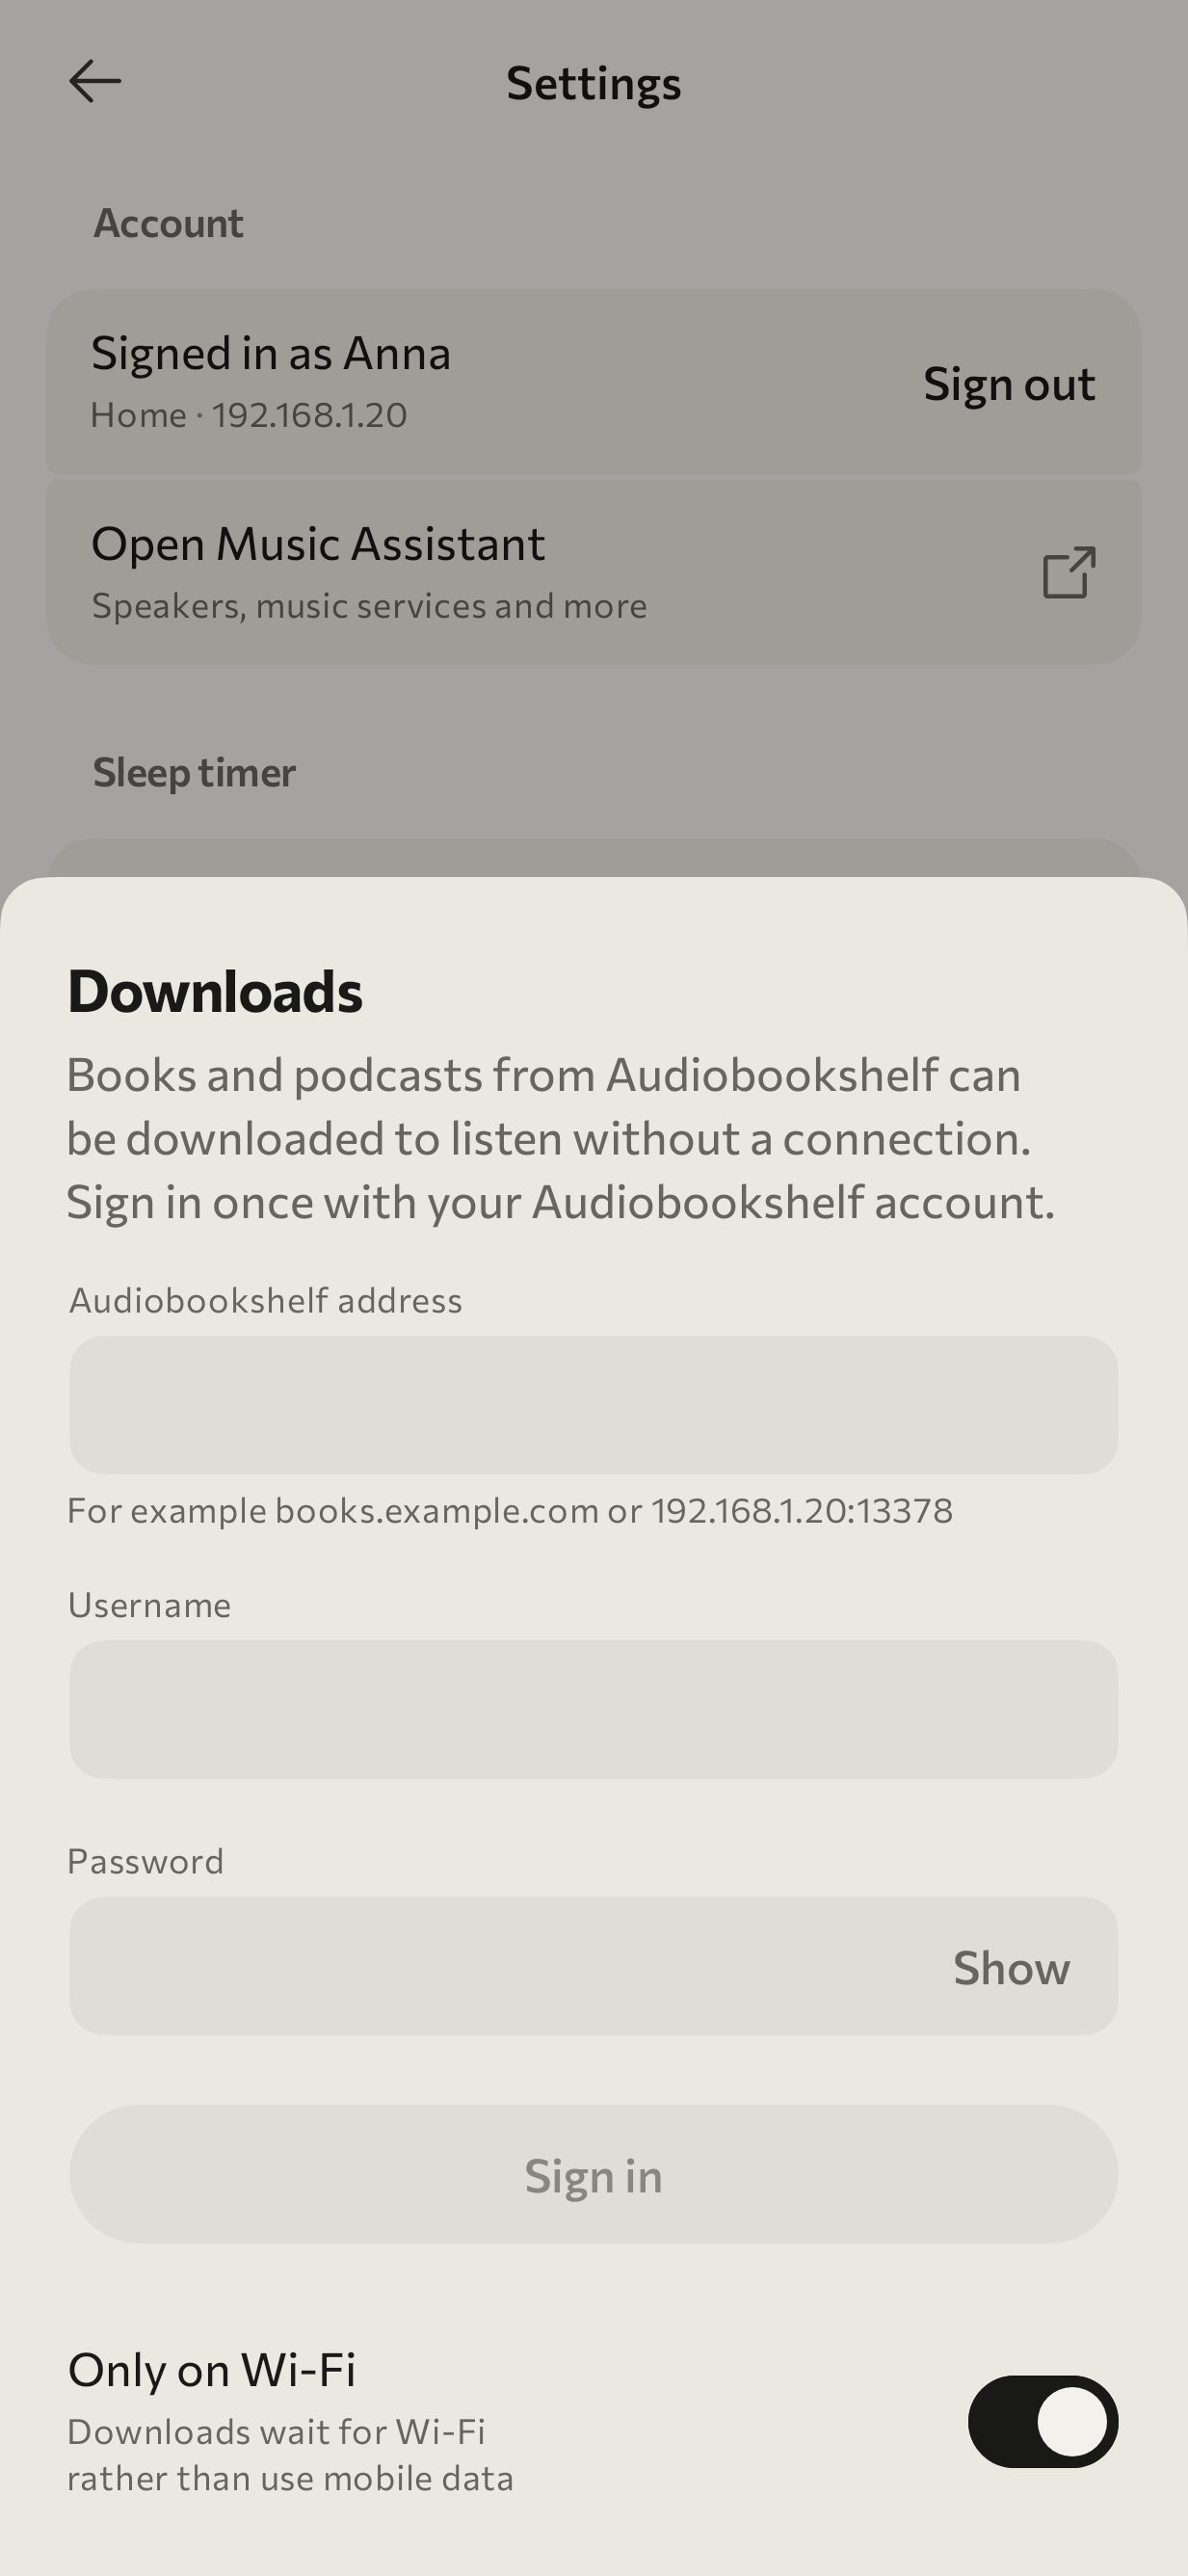 Settings
Account
Signed in as Anna
Home · 192.168.1.20
Sign out
Open Music Assistant
Speakers, music services and more
Sleep timer
Downloads
Books and podcasts from Audiobookshelf can
be downloaded to listen without a connection.
Sign in once with your Audiobookshelf account.
Audiobookshelf address
For example books.example.com or 192.168.1.20:13378
Username
Password
Show
Sign in
Only on Wi-Fi
Downloads wait for Wi-Fi
rather than use mobile data